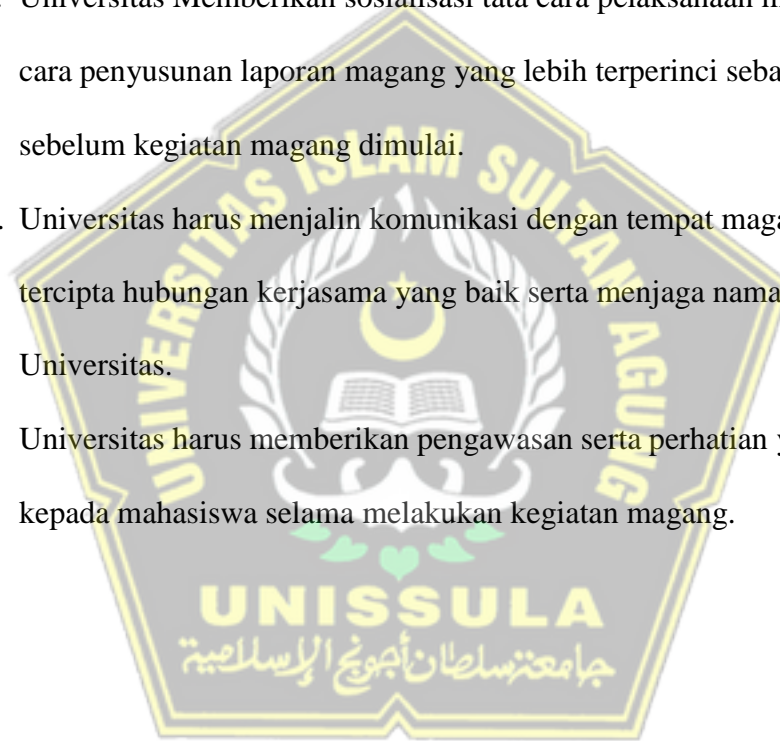 . Universitas Memberikan sosialisasi tata cara pelaksanaan
cara penyusunan laporan magang yang lebih terperinci
sebelum kegiatan magang dimulai.
. Universitas harus menjalin komunikasi dengan tempat
tercipta hubungan kerjasama yang baik serta menjaga nama
Universitas.
Universitas harus memberikan pengawasan serta perhatian
kepada mahasiswa selama melakukan kegiatan magang.
UNIVERSITAS ISLAM SULTAN AGUNG
UNISSULA
جامعة سلطان أجونج الإسلامية